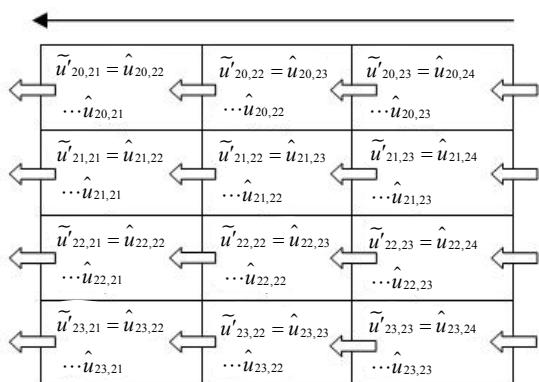 ũ'20,21 = û20,22 ũ'20,22 = û20,23 ũ'20,23 = û20,24
…û20,21 …û20,22 …û20,23
ũ'21,21 = û21,22 ũ'21,22 = û21,23 ũ'21,23 = û21,24
…û21,21 …û21,22 …û21,23
ũ'22,21 = û22,22 ũ'22,22 = û22,23 ũ'22,23 = û22,24
…û22,21 …û22,22 …û22,23
ũ'23,21 = û23,22 ũ'23,22 = û23,23 ũ'23,23 = û23,24
…û23,21 …û23,22 …û23,23